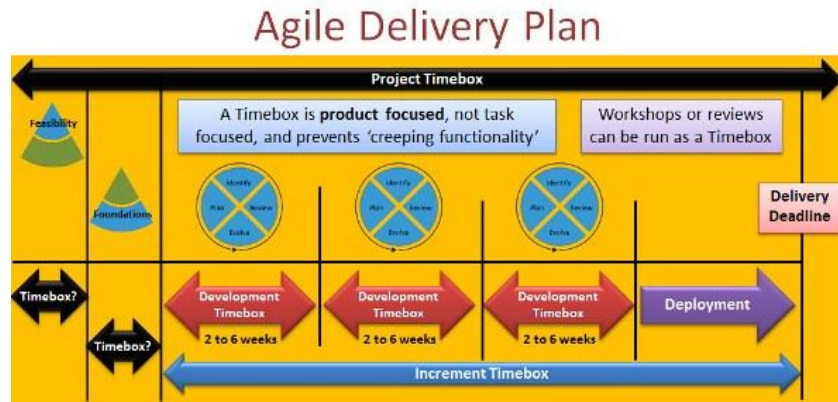 Agile Delivery Plan
Project Timebox
Feasibility
A Timebox is product focused, not task
focused, and prevents ‘creeping functionality’
Workshops or reviews
can be run as a Timebox
Foundations
Identify
Plan
Review
Evolve
Identify
Plan
Review
Evolve
Identify
Plan
Review
Evolve
Delivery
Deadline
Timebox?
Timebox?
Development
Timebox
2 to 6 weeks
Development
Timebox
2 to 6 weeks
Development
Timebox
2 to 6 weeks
Deployment
Increment Timebox